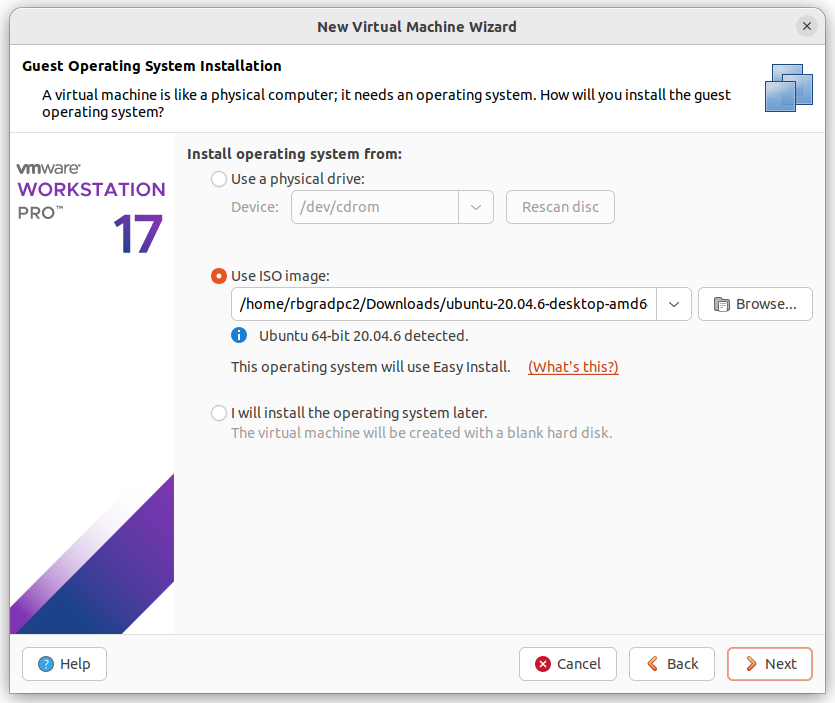 New Virtual Machine Wizard
Guest Operating System Installation
A virtual machine is like a physical computer; it needs an operating system. How will you install the guest
operating system?
vmware®
WORKSTATION
PRO™
17
Install operating system from:
Use a physical drive:
Device: /dev/cdrom Rescan disc
Use ISO image:
/home/rbgradpc2/Downloads/ubuntu-20.04.6-desktop-amd6 Browse...
Ubuntu 64-bit 20.04.6 detected.
This operating system will use Easy Install. (What's this?)
I will install the operating system later.
The virtual machine will be created with a blank hard disk.
Help Cancel Back Next